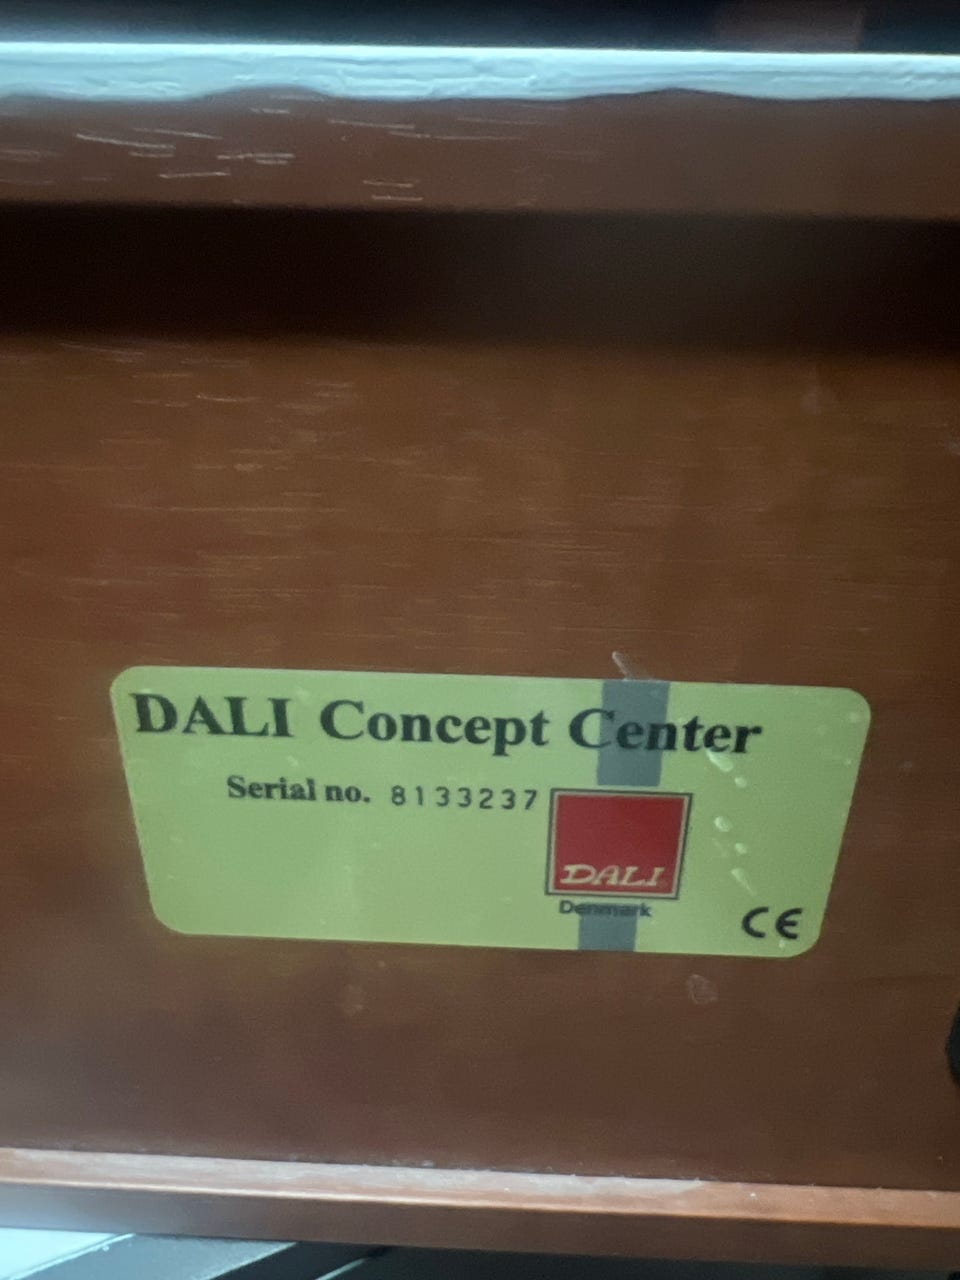 DALI Concept Center
Serial no. 8133237
DALI
Denmark
CE